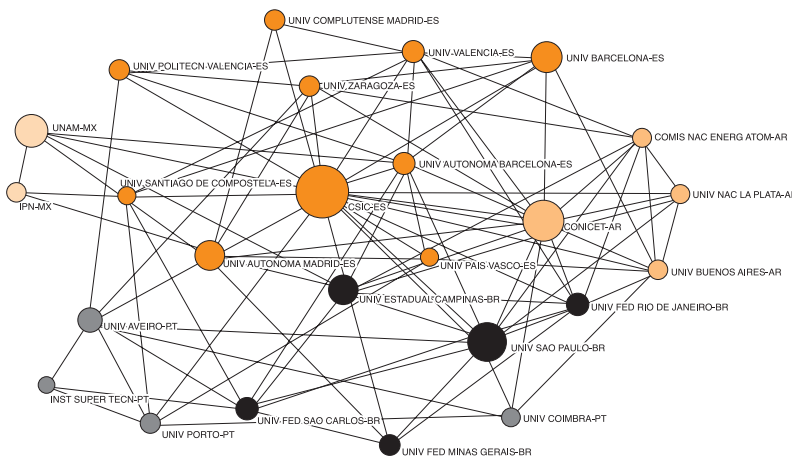 UNIV COMPLUTENSE MADRID-ES
UNIV-VALENCIA-ES
UNIV BARCELONA-ES
UNIV POLITECN VALENCIA-ES
UNIV ZARAGOZA-ES
UNAM-MX
COMIS NAC ENERG ATOM-AR
UNIV AUTONOMA BARCELONA-ES
UNIV SANTIAGO DE COMPOSTELA-ES
UNIV NAC LA PLATA-AR
IPN-MX
CSIC-ES
CONICET-AR
UNIV AUTONOMA MADRID-ES
UNIV PAIS VASCO-ES
UNIV BUENOS AIRES-AR
UNIV ESTADUAL CAMPINAS-BR
UNIV FED RIO DE JANEIRO-BR
UNIV AVEIRO-PT
UNIV SAO PAULO-BR
INST SUPER TECN-PT
UNIV FED SAO CARLOS-BR
UNIV COIMBRA-PT
UNIV PORTO-PT
UNIV FED MINAS GERAIS-BR